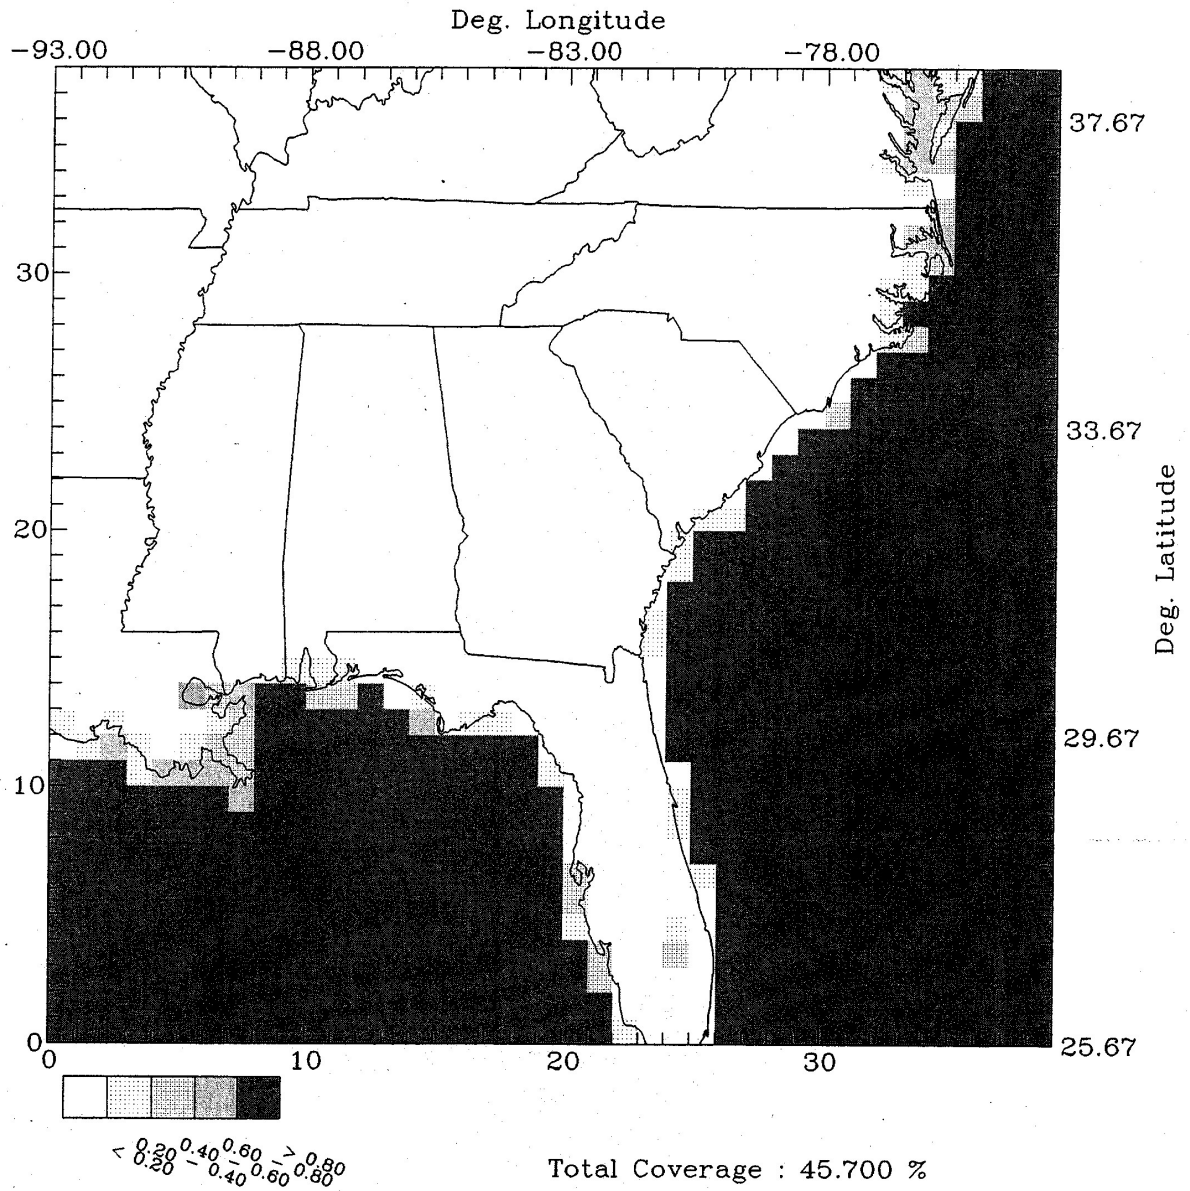 Deg. Longitude
-93.00 -88.00 -83.00 -78.00
37.67
33.67
29.67
25.67
Deg. Latitude
30
20
10
0
0 10 20 30
< 0.20
0.20 - 0.40
0.40 - 0.60
0.60 - 0.80
> 0.80
Total Coverage : 45.700 %